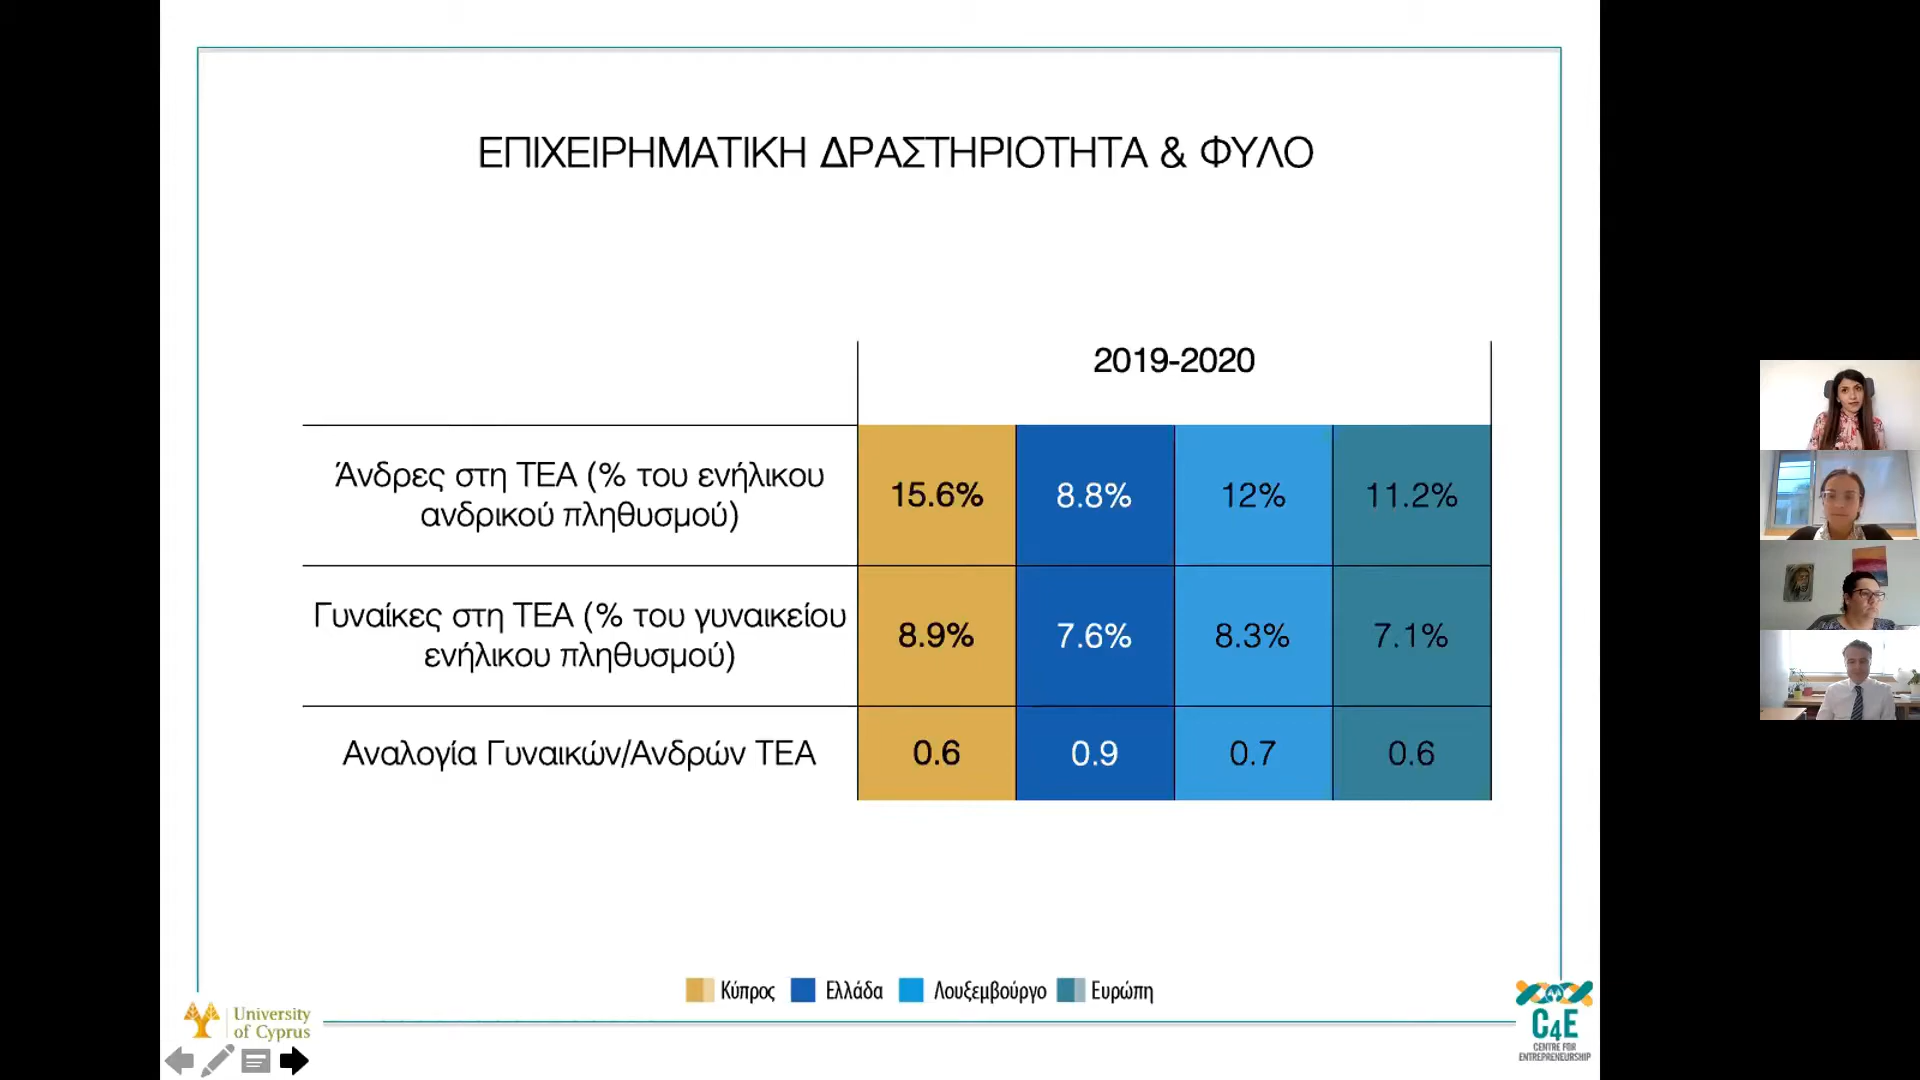 ΕΠΙΧΕΙΡΗΜΑΤΙΚΗ ΔΡΑΣΤΗΡΙΟΤΗΤΑ & ΦΥΛΟ
2019-2020
Άνδρες στη ΤΕΑ (% του ενήλικου
ανδρικού πληθυσμού)
15.6% 8.8% 12% 11.2%
Γυναίκες στη ΤΕΑ (% του γυναικείου
ενήλικου πληθυσμού)
8.9% 7.6% 8.3% 7.1%
Αναλογία Γυναικών/Ανδρών ΤΕΑ 0.6 0.9 0.7 0.6
Κύπρος Ελλάδα Λουξεμβούργο Ευρώπη
University
of Cyprus
C4E
CENTRE FOR
ENTREPRENEURSHIP